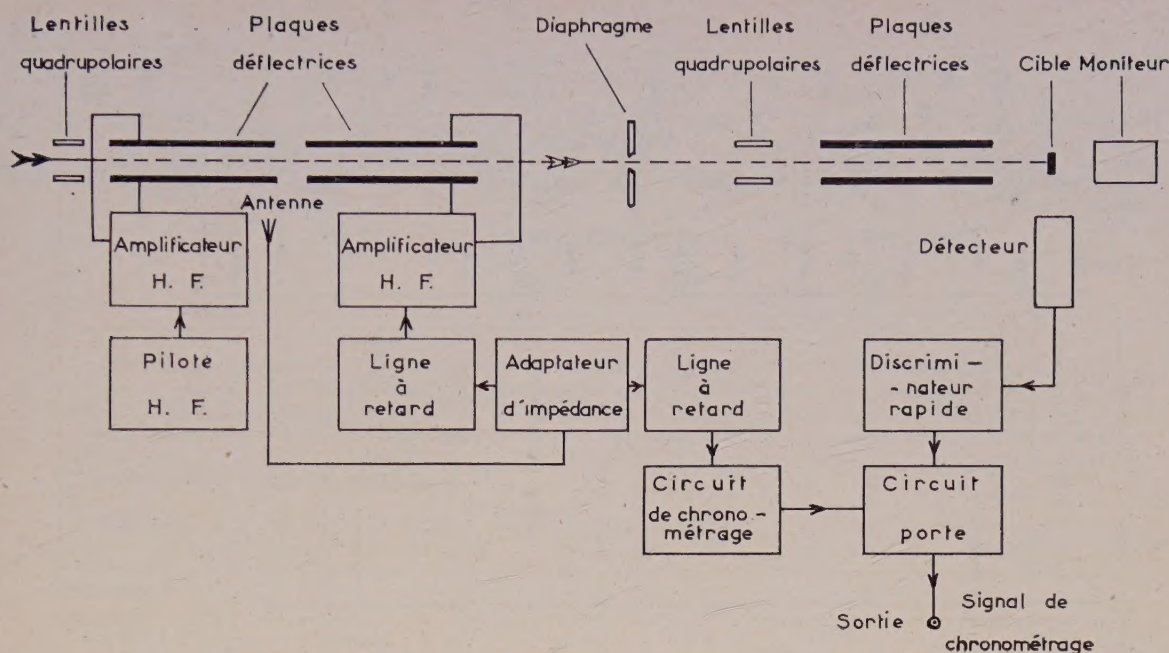 Lentilles
quadrupolaires
Plaques
déflectrices
Diaphragme
Lentilles
quadrupolaires
Plaques
déflectrices
Cible Moniteur
Antenne
Amplificateur
H. F.
Amplificateur
H. F.
Détecteur
Pilote
H. F.
Ligne
à
retard
Adaptateur
d'impédance
Ligne
à
retard
Discrimi -
- nateur
rapide
Circuit
de chrono -
métrage
Circuit
porte
Sortie
Signal de
chronométrage